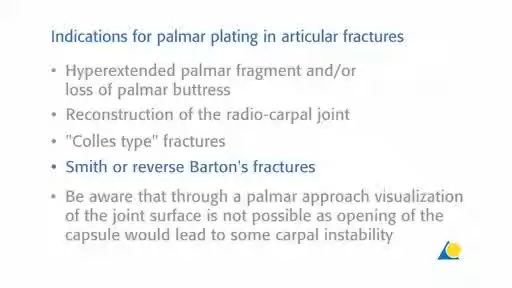 Indications for palmar plating in articular fractures
• Hyperextended palmar fragment and/or
loss of palmar buttress
• Reconstruction of the radio-carpal joint
• "Colles type" fractures
• Smith or reverse Barton's fractures
• Be aware that through a palmar approach visualization
of the joint surface is not possible as opening of the
capsule would lead to some carpal instability